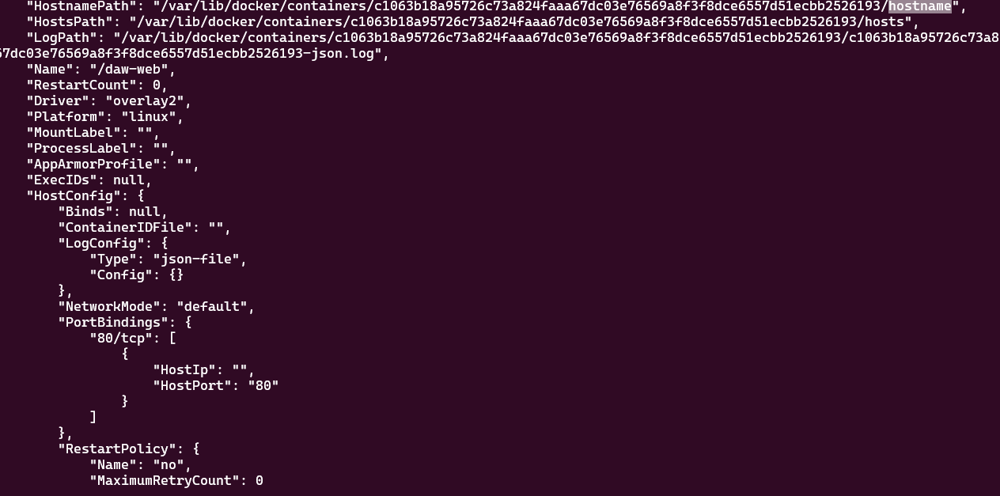 "HostnamePath": "/var/lib/docker/containers/c1063b18a95726c73a824faaa67dc03e76569a8f3f8dce6557d51ecbb2526193/hostname",
"HostsPath": "/var/lib/docker/containers/c1063b18a95726c73a824faaa67dc03e76569a8f3f8dce6557d51ecbb2526193/hosts",
"LogPath": "/var/lib/docker/containers/c1063b18a95726c73a824faaa67dc03e76569a8f3f8dce6557d51ecbb2526193/c1063b18a95726c73a8
67dc03e76569a8f3f8dce6557d51ecbb2526193-json.log",
"Name": "/daw-web",
"RestartCount": 0,
"Driver": "overlay2",
"Platform": "linux",
"MountLabel": "",
"ProcessLabel": "",
"AppArmorProfile": "",
"ExecIDs": null,
"HostConfig": {
"Binds": null,
"ContainerIDFile": "",
"LogConfig": {
"Type": "json-file",
"Config": {}
},
"NetworkMode": "default",
"PortBindings": {
"80/tcp": [
{
"HostIp": "",
"HostPort": "80"
}
]
},
"RestartPolicy": {
"Name": "no",
"MaximumRetryCount": 0